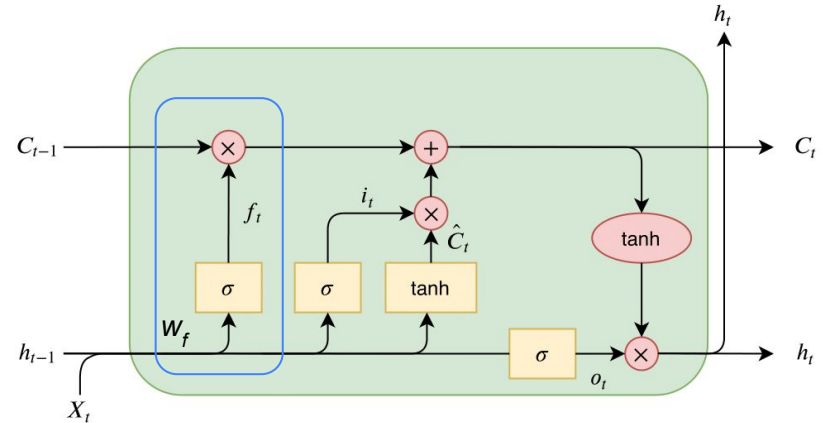 h_t
C_{t-1}
×
+
C_t
f_t
i_t
×
Ĉ_t
tanh
σ
σ
tanh
W_f
h_{t-1}
σ
o_t
×
h_t
X_t